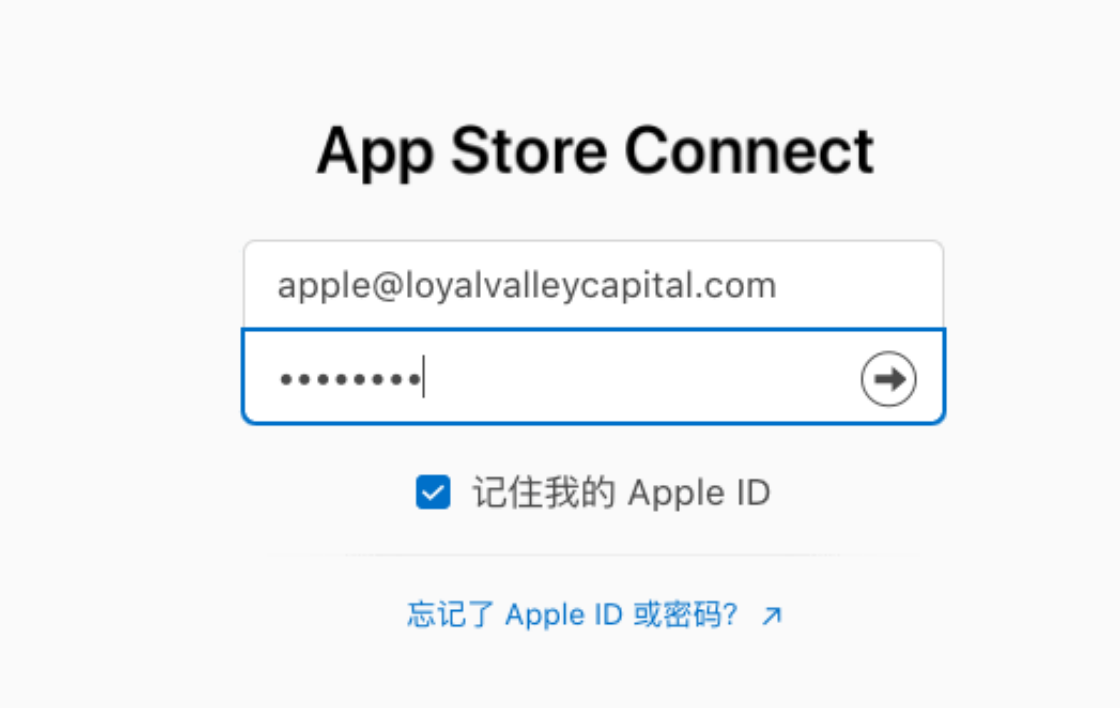 App Store Connect
apple@loyalvalleycapital.com
••••••••
记住我的 Apple ID
忘记了 Apple ID 或密码? ↗